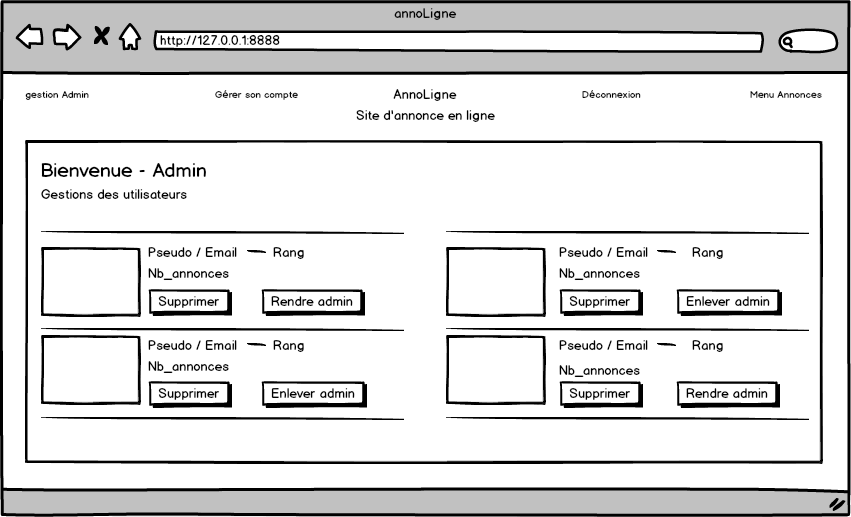 annoLigne
http://127.0.0.1:8888
gestion Admin Gérer son compte AnnoLigne Déconnexion Menu Annonces
Site d'annonce en ligne
Bienvenue - Admin
Gestions des utilisateurs
Pseudo / Email — Rang
Nb_annonces
Supprimer Rendre admin
Pseudo / Email — Rang
Nb_annonces
Supprimer Enlever admin
Pseudo / Email — Rang
Nb_annonces
Supprimer Enlever admin
Pseudo / Email — Rang
Nb_annonces
Supprimer Rendre admin